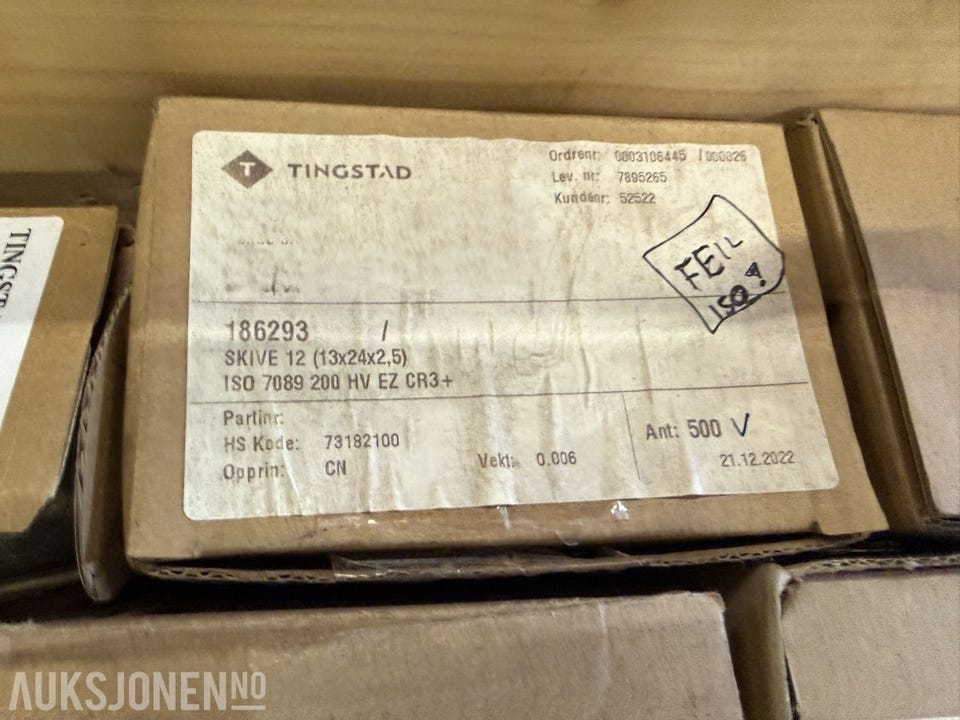 TINGSTAD
Ordrenr: 0803106445 / 000026
Lev. nr: 7895265
Kundenr: 52522
FEIL
ISO!
186293 /
SKIVE 12 (13x24x2,5)
ISO 7089 200 HV EZ CR3+
Partinr:
HS Kode: 73182100
Opprin: CN
Vekt: 0.006
Ant: 500 V
21.12.2022
TINGST
AUKSJONEN NO